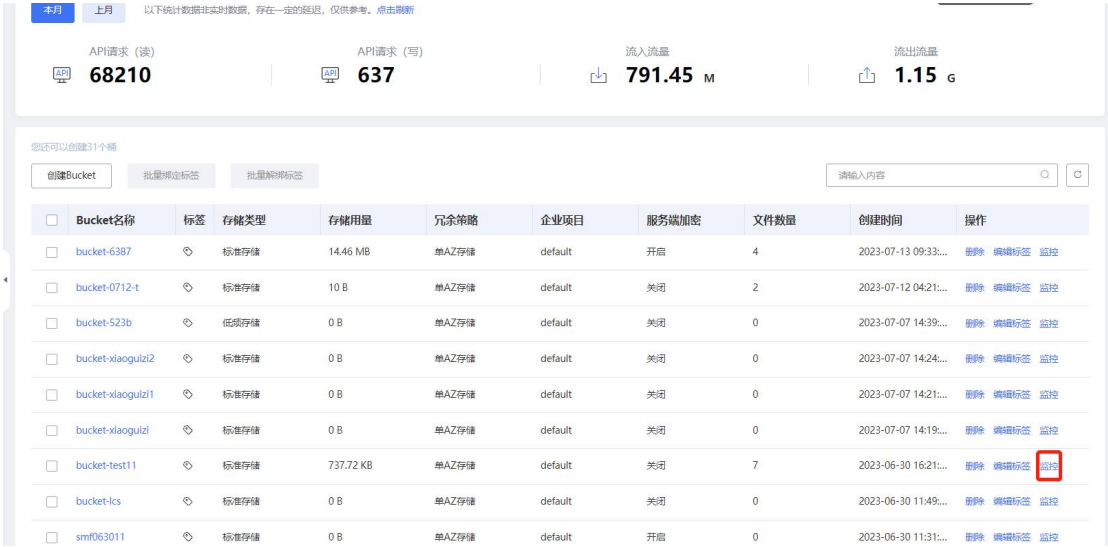 本月 上月 以下统计数据非实时数据，存在一定的延迟，仅供参考。点击刷新
API请求（读） API请求（写） 流入流量 流出流量
API 68210 API 637 791.45 M 1.15 G
您还可以创建31个桶
创建Bucket 批量绑定标签 批量解绑标签 请输入内容
Bucket名称 标签 存储类型 存储用量 冗余策略 企业项目 服务端加密 文件数量 创建时间 操作
bucket-6387 标准存储 14.46 MB 单AZ存储 default 开启 4 2023-07-13 09:33:... 删除 编辑标签 监控
bucket-0712-t 标准存储 10 B 单AZ存储 default 关闭 2 2023-07-12 04:21:... 删除 编辑标签 监控
bucket-523b 低频存储 0 B 单AZ存储 default 关闭 0 2023-07-07 14:39:... 删除 编辑标签 监控
bucket-xiaoguizi2 标准存储 0 B 单AZ存储 default 关闭 0 2023-07-07 14:24:... 删除 编辑标签 监控
bucket-xiaoguizi1 标准存储 0 B 单AZ存储 default 关闭 0 2023-07-07 14:21:... 删除 编辑标签 监控
bucket-xiaoguizi 标准存储 0 B 单AZ存储 default 关闭 0 2023-07-07 14:19:... 删除 编辑标签 监控
bucket-test11 标准存储 737.72 KB 单AZ存储 default 关闭 7 2023-06-30 16:21:... 删除 编辑标签 监控
bucket-lcs 标准存储 0 B 单AZ存储 default 关闭 0 2023-06-30 11:49:... 删除 编辑标签 监控
smf063011 标准存储 0 B 单AZ存储 default 开启 0 2023-06-30 11:31:... 删除 编辑标签 监控